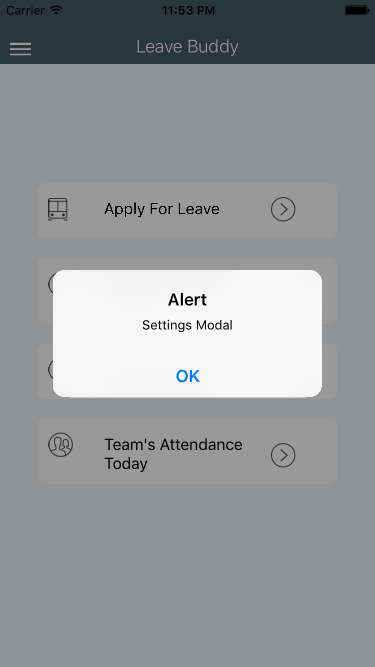 Carrier 11:53 PM
Leave Buddy
Apply For Leave
Alert
Settings Modal
OK
Team's Attendance
Today